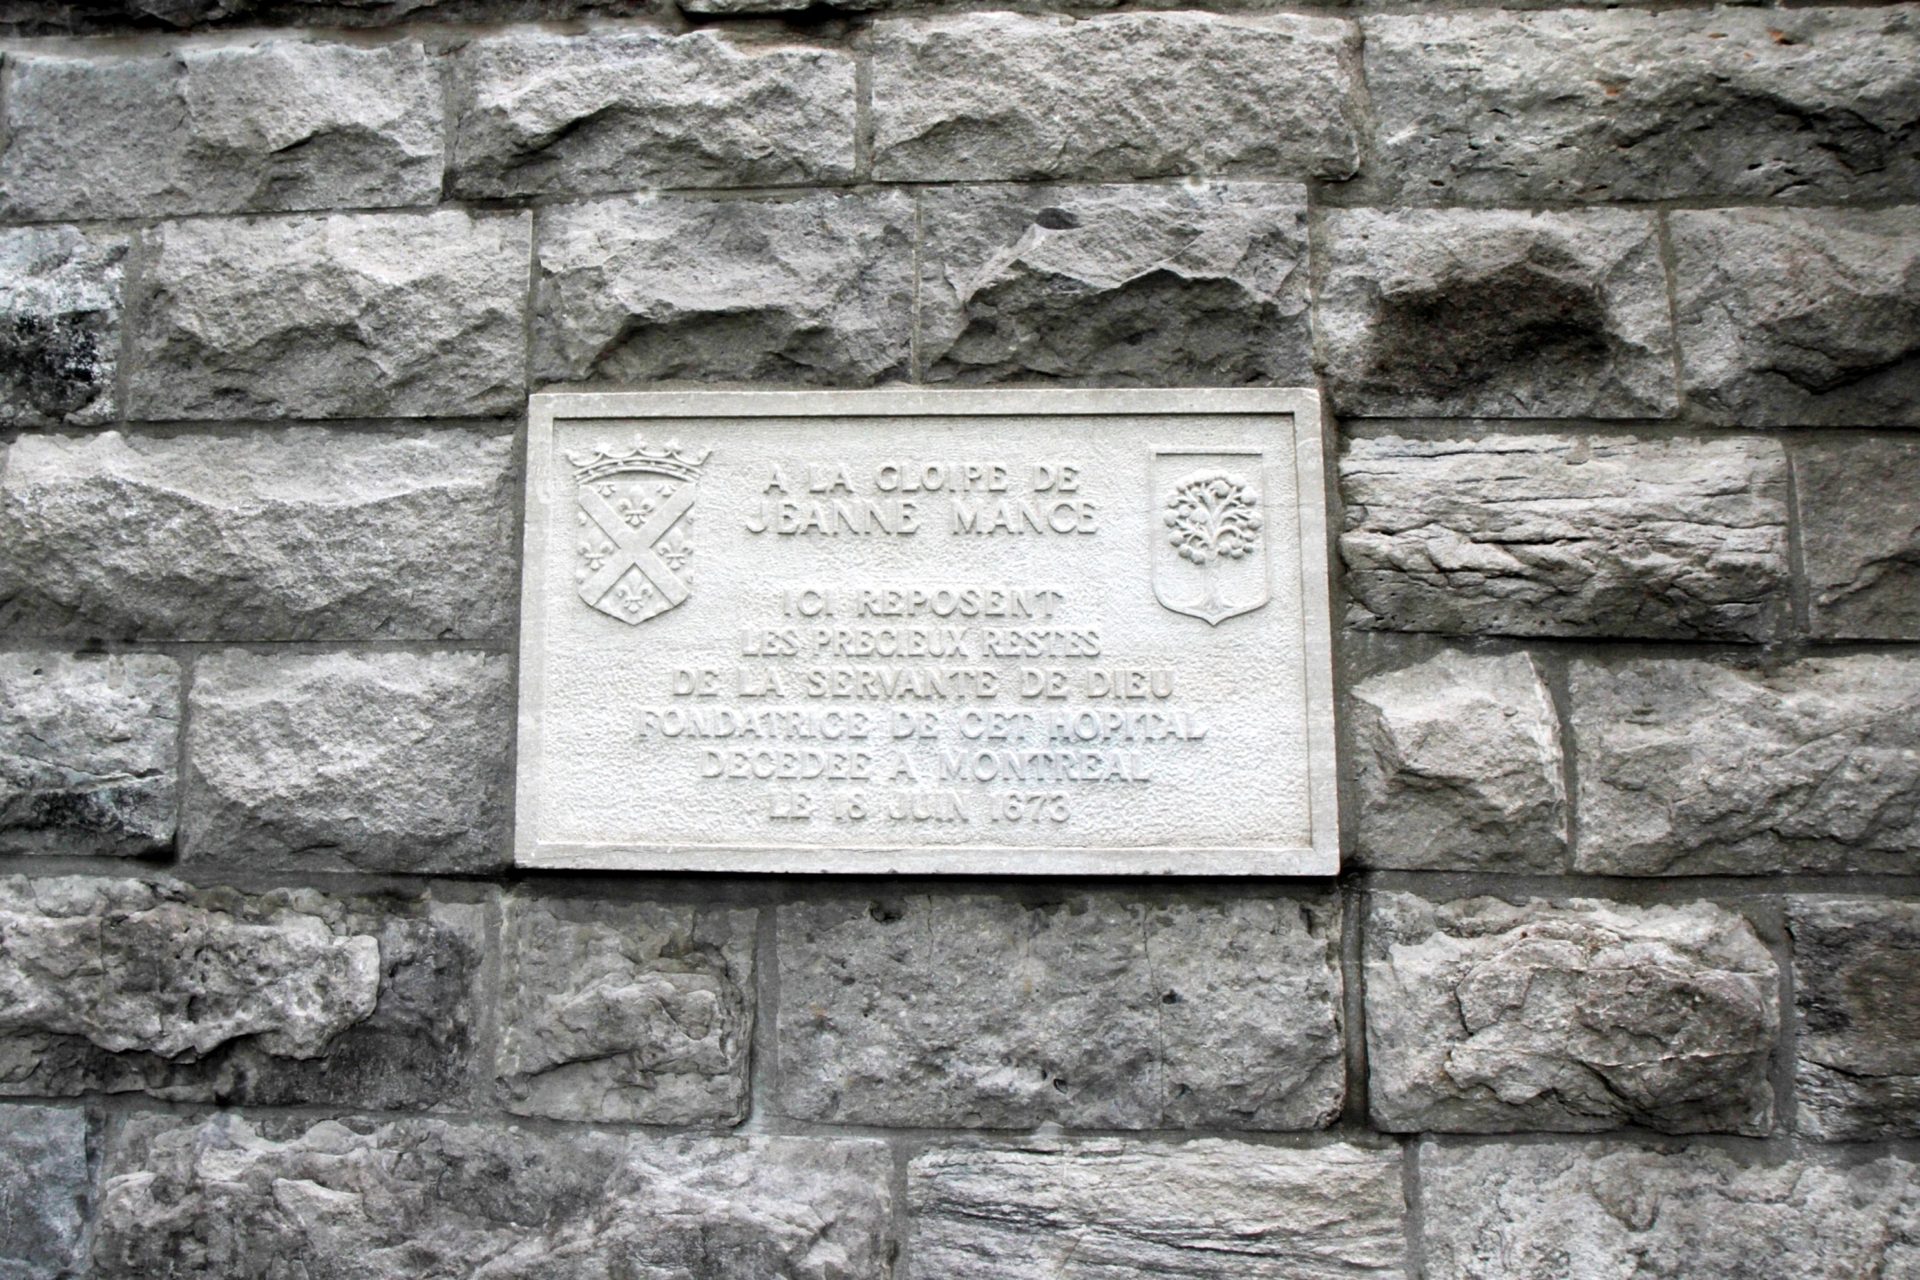 A LA GLOIRE DE
JEANNE MANCE
ICI REPOSENT
LES PRECIEUX RESTES
DE LA SERVANTE DE DIEU
FONDATRICE DE CET HOPITAL
DECEDEE A MONTREAL
LE 18 JUIN 1673